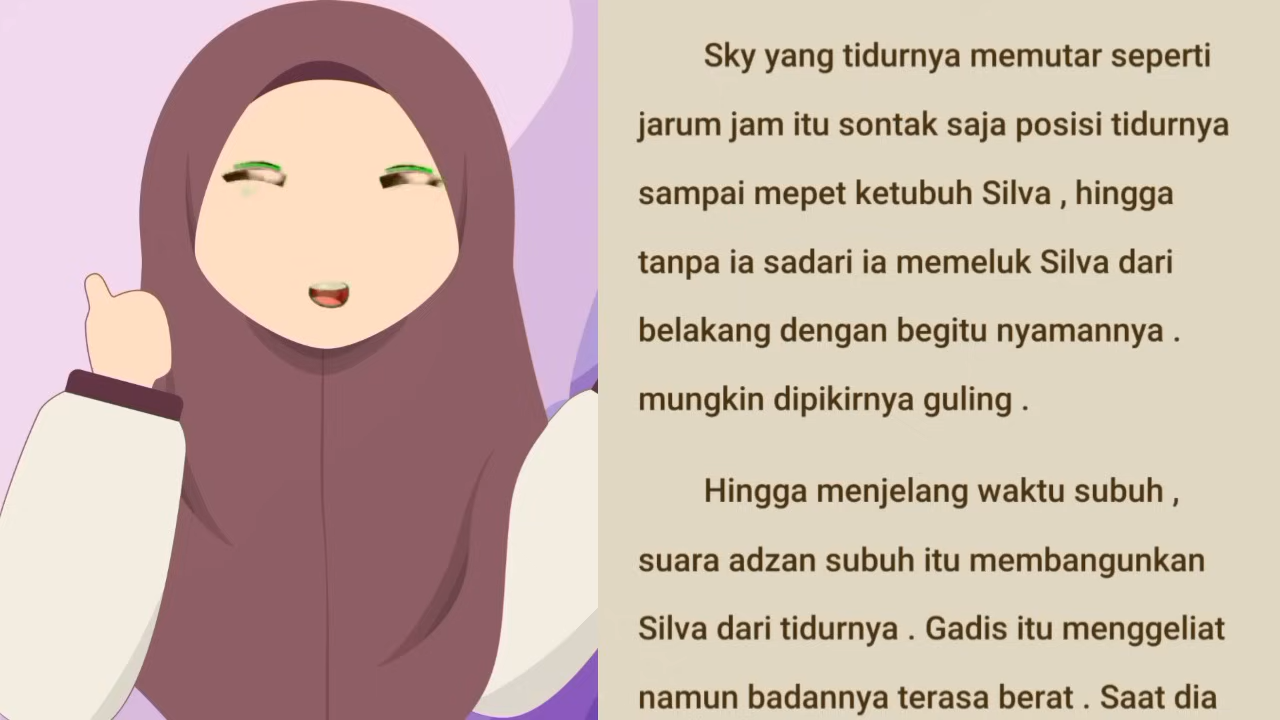 Sky yang tidurnya memutar seperti
jarum jam itu sontak saja posisi tidurnya
sampai mepet ketubuh Silva , hingga
tanpa ia sadari ia memeluk Silva dari
belakang dengan begitu nyamannya .
mungkin dipikirnya guling .
Hingga menjelang waktu subuh ,
suara adzan subuh itu membangunkan
Silva dari tidurnya . Gadis itu menggeliat
namun badannya terasa berat . Saat dia